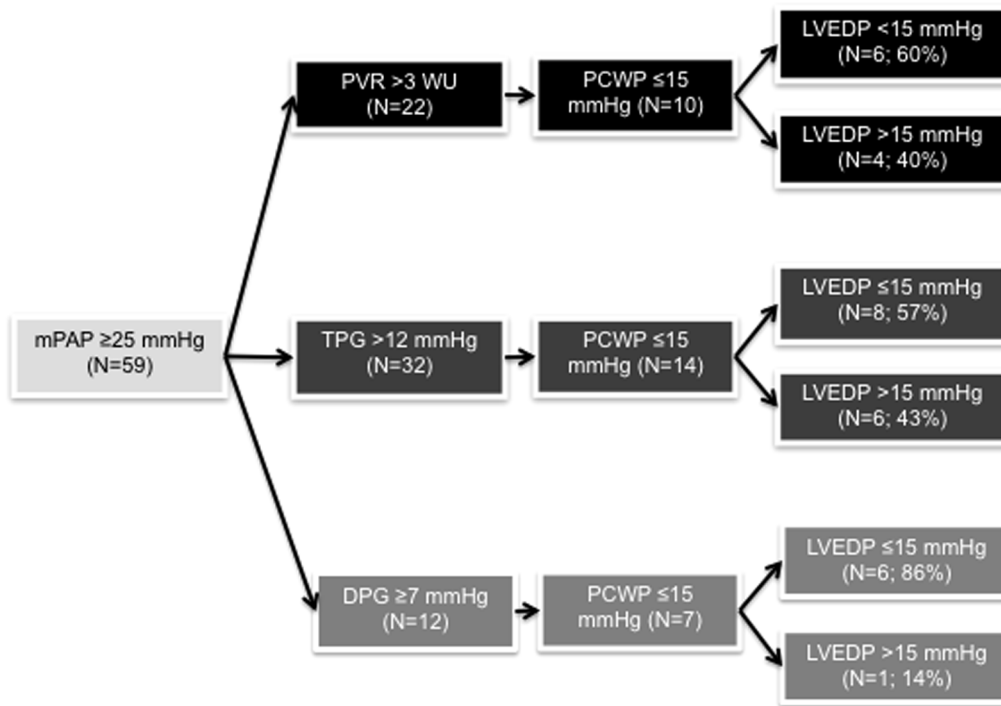 mPAP ≥25 mmHg
(N=59)
PVR >3 WU
(N=22)
PCWP ≤15
mmHg (N=10)
LVEDP <15 mmHg
(N=6; 60%)
LVEDP >15 mmHg
(N=4; 40%)
TPG >12 mmHg
(N=32)
PCWP ≤15
mmHg (N=14)
LVEDP ≤15 mmHg
(N=8; 57%)
LVEDP >15 mmHg
(N=6; 43%)
DPG ≥7 mmHg
(N=12)
PCWP ≤15
mmHg (N=7)
LVEDP ≤15 mmHg
(N=6; 86%)
LVEDP >15 mmHg
(N=1; 14%)